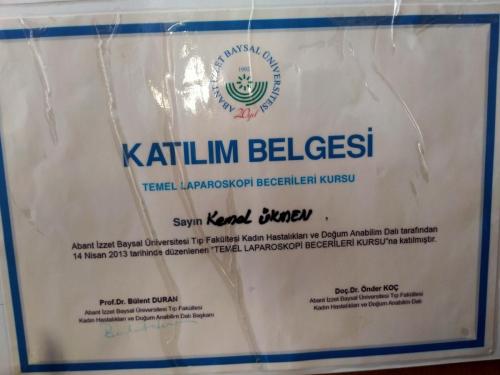 ABANT İZZET BAYSAL ÜNİVERSİTESİ
1992
20.yıl
KATILIM BELGESİ
TEMEL LAPAROSKOPİ BECERİLERİ KURSU
Sayın Kemal ÜKMEN
Abant İzzet Baysal Üniversitesi Tıp Fakültesi Kadın Hastalıkları ve Doğum Anabilim Dalı tarafından
14 Nisan 2013 tarihinde düzenlenen "TEMEL LAPAROSKOPİ BECERİLERİ KURSU"na katılmıştır.
Prof.Dr. Bülent DURAN
Abant İzzet Baysal Üniversitesi Tıp Fakültesi
Kadın Hastalıkları ve Doğum Anabilim Dalı Başkanı
Doç.Dr. Önder KOÇ
Abant İzzet Baysal Üniversitesi Tıp Fakültesi
Kadın Hastalıkları ve Doğum Anabilim Dalı